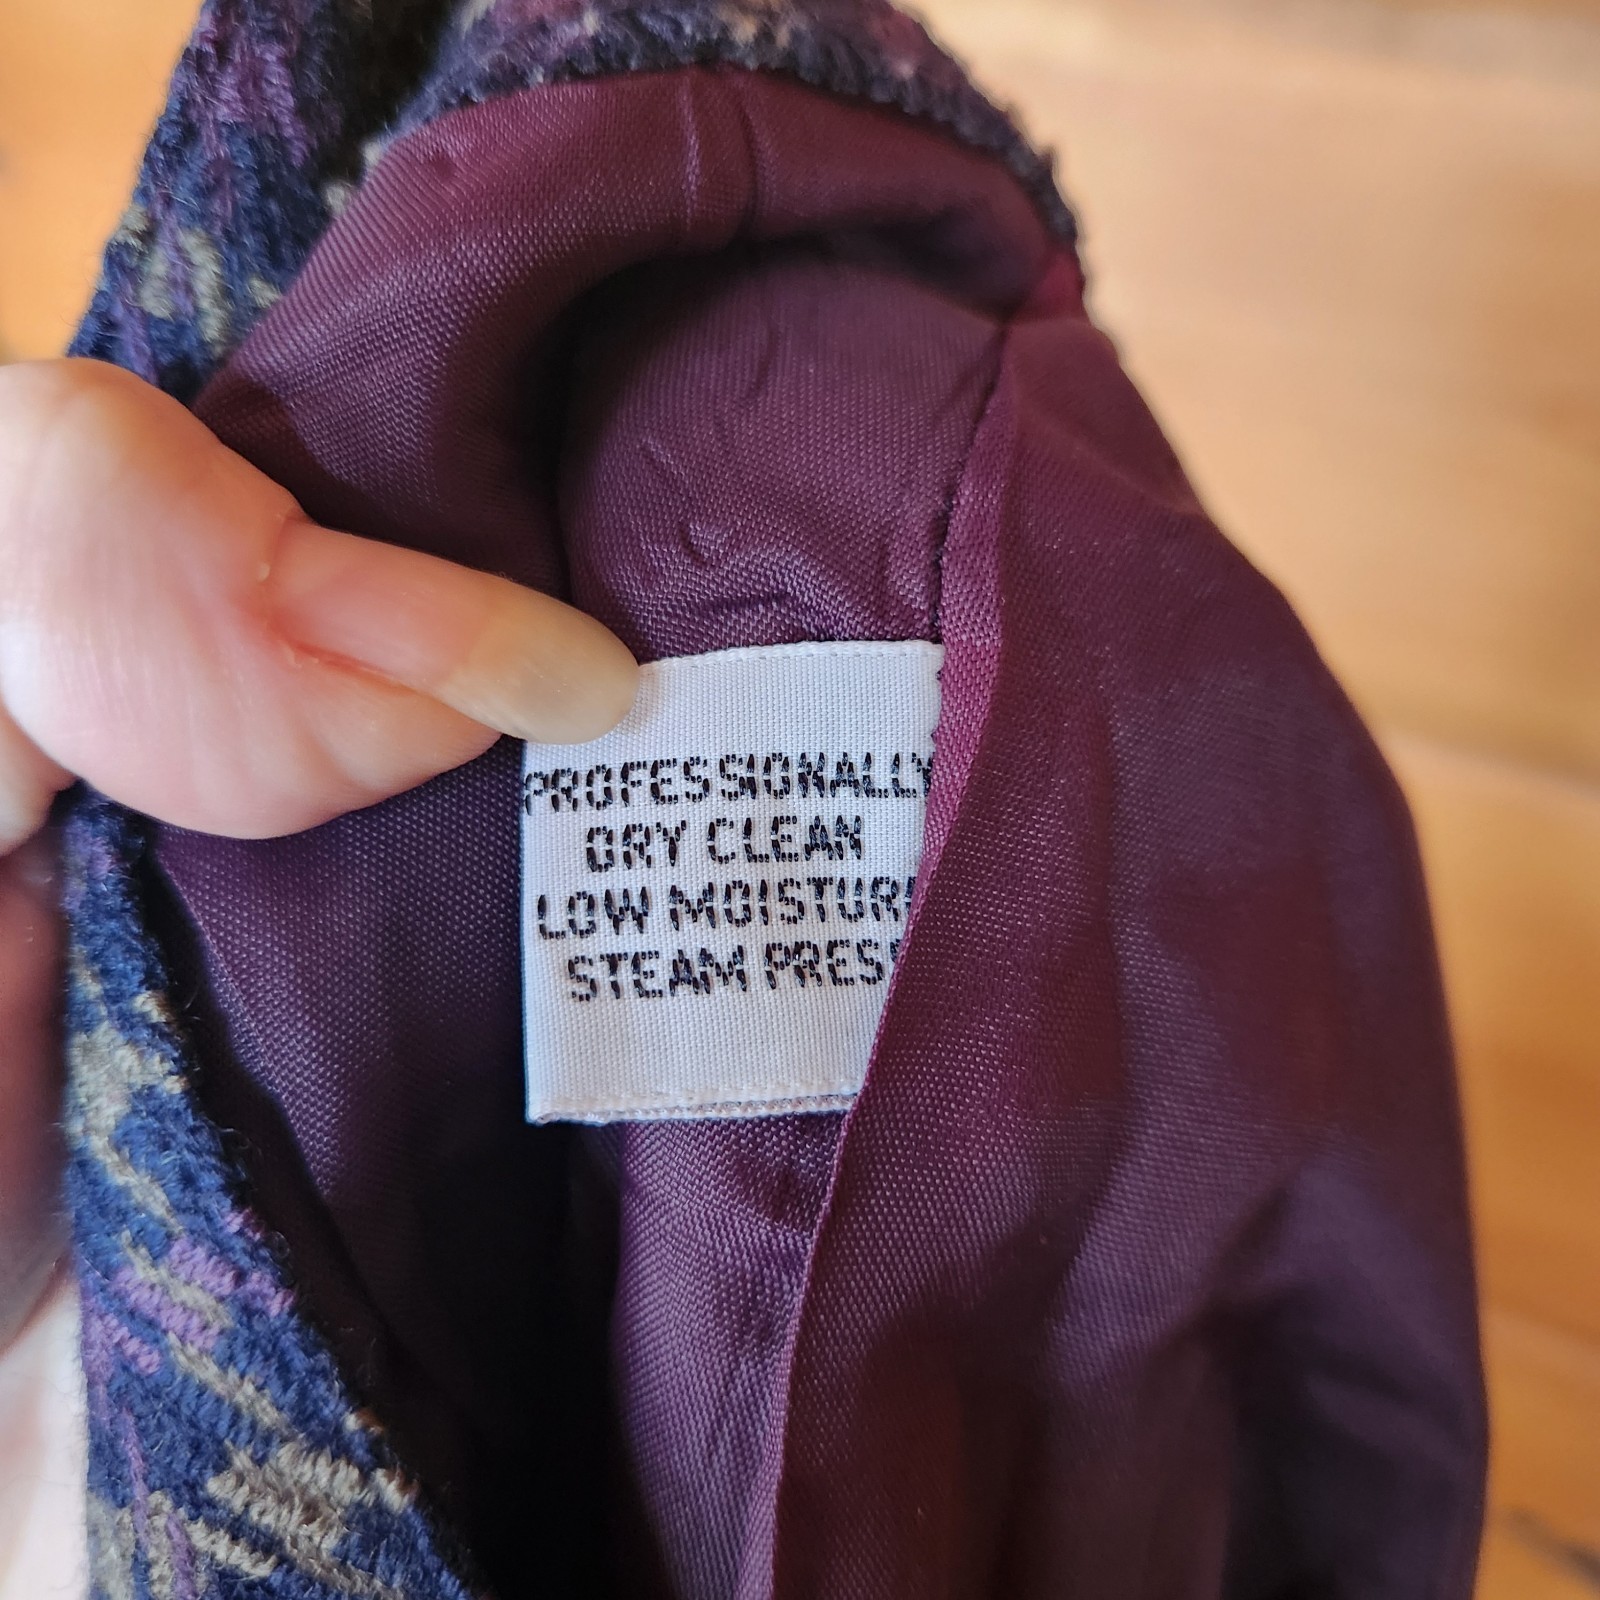 PROFESSIONALLY
DRY CLEAN
LOW MOISTURE
STEAM PRESS